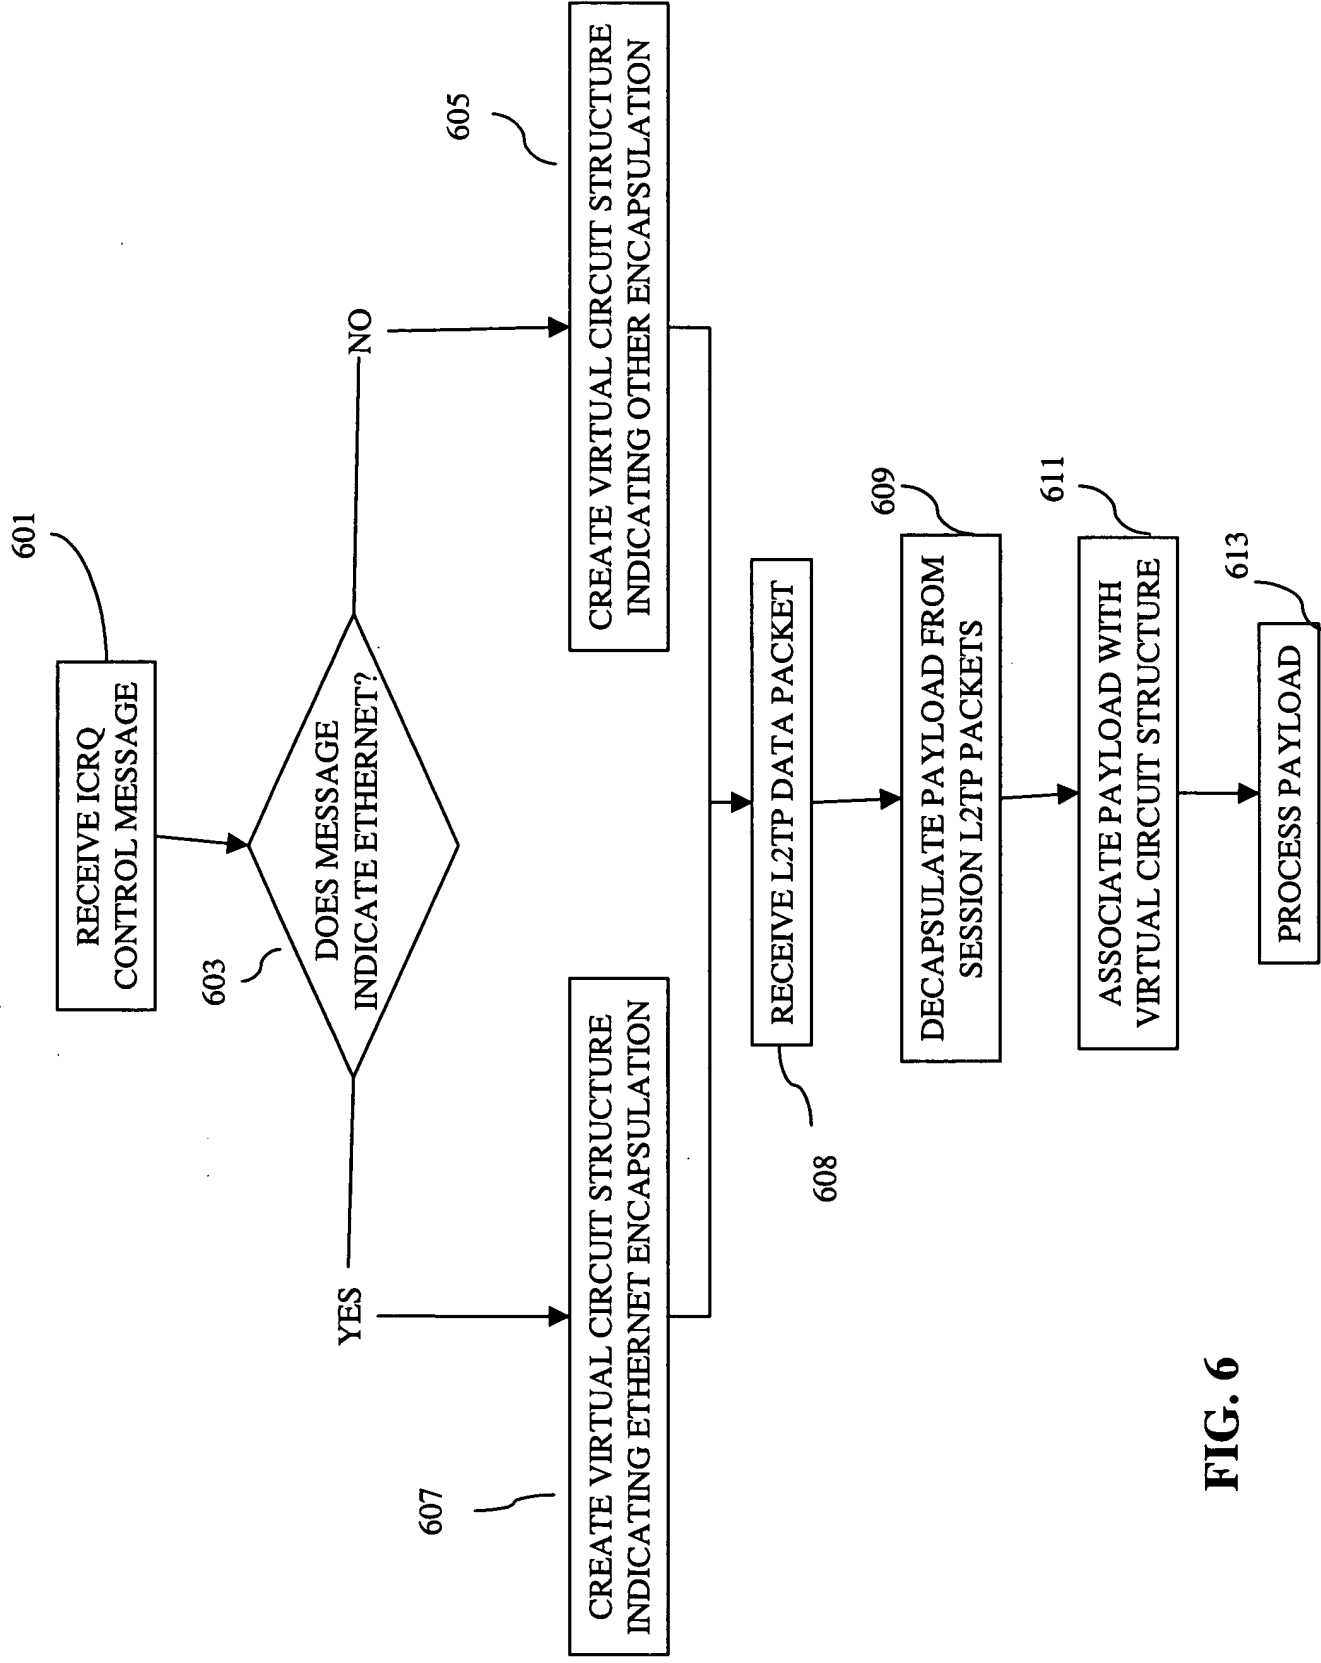 601
RECEIVE ICRQ
CONTROL MESSAGE
603
DOES MESSAGE
INDICATE ETHERNET?
YES
NO
607
CREATE VIRTUAL CIRCUIT STRUCTURE
INDICATING ETHERNET ENCAPSULATION
605
CREATE VIRTUAL CIRCUIT STRUCTURE
INDICATING OTHER ENCAPSULATION
608
RECEIVE L2TP DATA PACKET
609
DECAPSULATE PAYLOAD FROM
SESSION L2TP PACKETS
611
ASSOCIATE PAYLOAD WITH
VIRTUAL CIRCUIT STRUCTURE
613
PROCESS PAYLOAD
FIG. 6